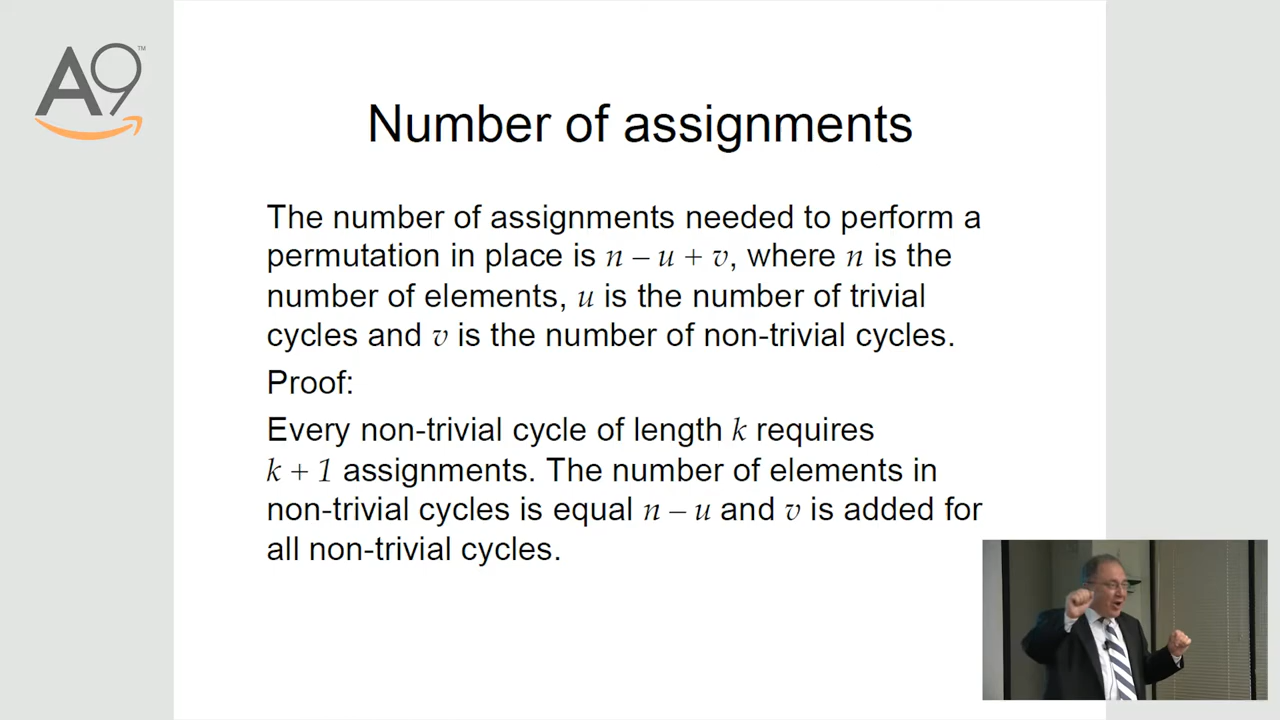 A9™
Number of assignments
The number of assignments needed to perform a
permutation in place is n – u + v, where n is the
number of elements, u is the number of trivial
cycles and v is the number of non-trivial cycles.
Proof:
Every non-trivial cycle of length k requires
k + 1 assignments. The number of elements in
non-trivial cycles is equal n – u and v is added for
all non-trivial cycles.